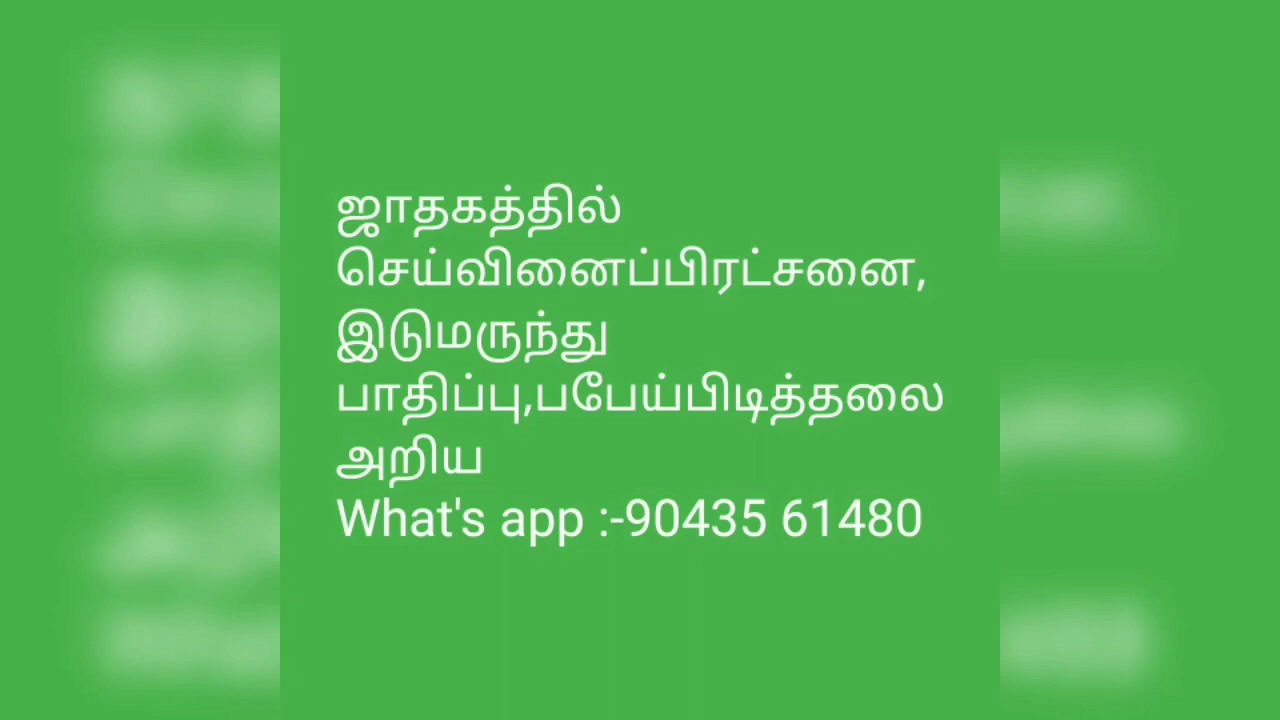 ஜாதகத்தில்
செய்வினைப்பிரட்சனை,
இடுமருந்து
பாதிப்பு,பபேய்பிடித்தலை
அறிய
What's app :-90435 61480